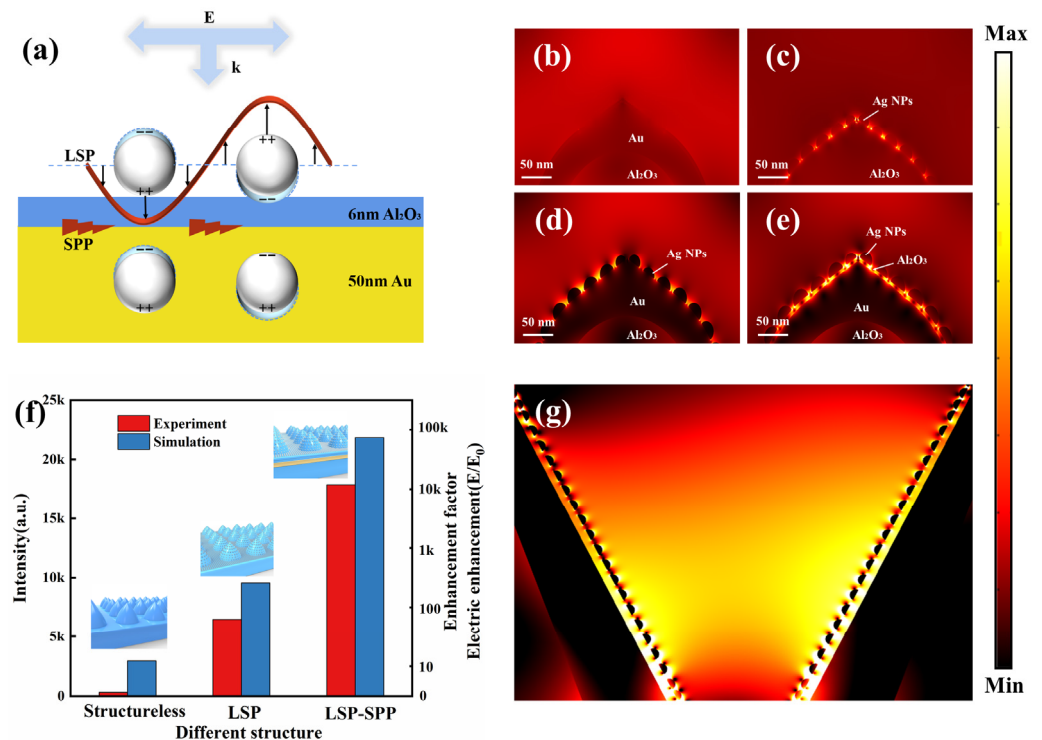 (a)
E
k
LSP
SPP
−−
++
++
−−
6nm Al₂O₃
−−
++
−−
++
50nm Au
(b)
Au
50 nm
Al₂O₃
(c)
Ag NPs
50 nm
Al₂O₃
(d)
Ag NPs
Au
50 nm
Al₂O₃
(e)
Ag NPs
Al₂O₃
Au
50 nm
Al₂O₃
Max
Min
(f)
Experiment
Simulation
Intensity(a.u.)
25k
20k
15k
10k
5k
0
100k
10k
1k
100
10
0
Enhancement factor
Electric enhancement(E/E₀)
Structureless
LSP
LSP-SPP
Different structure
(g)